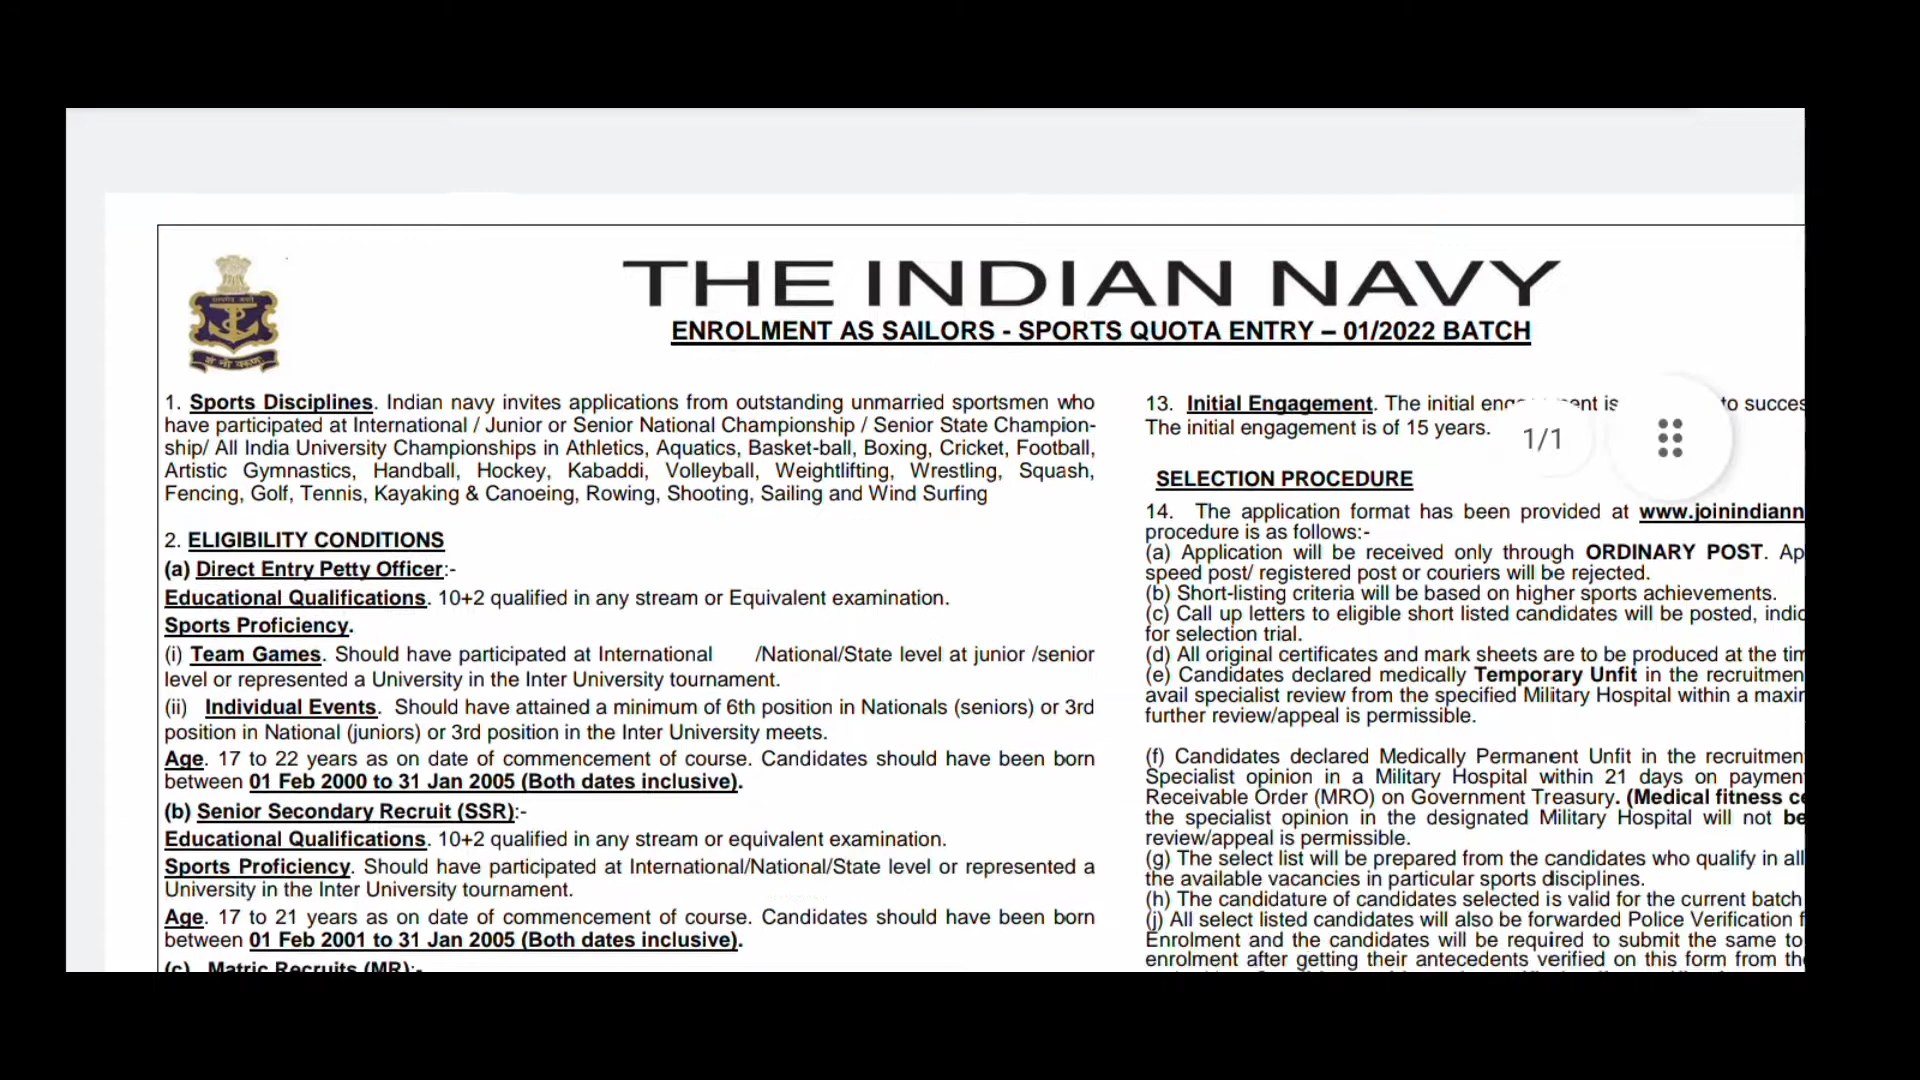 THE INDIAN NAVY
ENROLMENT AS SAILORS - SPORTS QUOTA ENTRY – 01/2022 BATCH
1. Sports Disciplines. Indian navy invites applications from outstanding unmarried sportsmen who
have participated at International / Junior or Senior National Championship / Senior State Champion-
ship/ All India University Championships in Athletics, Aquatics, Basket-ball, Boxing, Cricket, Football,
Artistic Gymnastics, Handball, Hockey, Kabaddi, Volleyball, Weightlifting, Wrestling, Squash,
Fencing, Golf, Tennis, Kayaking & Canoeing, Rowing, Shooting, Sailing and Wind Surfing
2. ELIGIBILITY CONDITIONS
(a) Direct Entry Petty Officer:-
Educational Qualifications. 10+2 qualified in any stream or Equivalent examination.
Sports Proficiency.
(i) Team Games. Should have participated at International /National/State level at junior /senior
level or represented a University in the Inter University tournament.
(ii) Individual Events. Should have attained a minimum of 6th position in Nationals (seniors) or 3rd
position in National (juniors) or 3rd position in the Inter University meets.
Age. 17 to 22 years as on date of commencement of course. Candidates should have been born
between 01 Feb 2000 to 31 Jan 2005 (Both dates inclusive).
(b) Senior Secondary Recruit (SSR):-
Educational Qualifications. 10+2 qualified in any stream or equivalent examination.
Sports Proficiency. Should have participated at International/National/State level or represented a
University in the Inter University tournament.
Age. 17 to 21 years as on date of commencement of course. Candidates should have been born
between 01 Feb 2001 to 31 Jan 2005 (Both dates inclusive).
(c) Matric Recruits (MR):-
13. Initial Engagement. The initial is to succes
The initial engagement is of 15 years.
1/1
SELECTION PROCEDURE
14. The application format has been provided at www.joinindiann
procedure is as follows:-
(a) Application will be received only through ORDINARY POST. Ap
speed post/ registered post or couriers will be rejected.
(b) Short-listing criteria will be based on higher sports achievements.
(c) Call up letters to eligible short listed candidates will be posted, indic
for selection trial.
(d) All original certificates and mark sheets are to be produced at the tim
(e) Candidates declared medically Temporary Unfit in the recruitmen
avail specialist review from the specified Military Hospital within a maxim
further review/appeal is permissible.
(f) Candidates declared Medically Permanent Unfit in the recruitmen
Specialist opinion in a Military Hospital within 21 days on paymen
Receivable Order (MRO) on Government Treasury. (Medical fitness ce
the specialist opinion in the designated Military Hospital will not be
review/appeal is permissible.
(g) The select list will be prepared from the candidates who qualify in all
the available vacancies in particular sports disciplines.
(h) The candidature of candidates selected is valid for the current batch
(j) All select listed candidates will also be forwarded Police Verification f
Enrolment and the candidates will be required to submit the same to
enrolment after getting their antecedents verified on this form from the